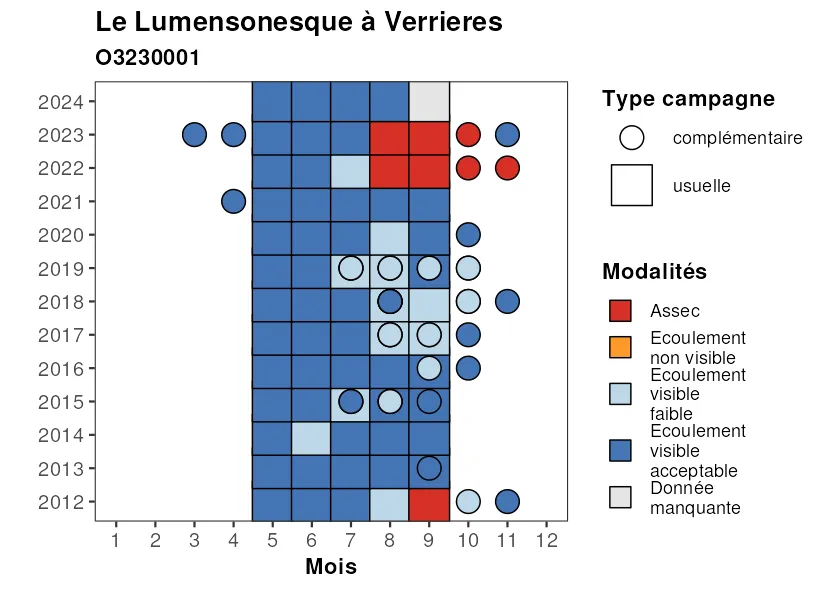 Le Lumensonesque à Verrieres
O3230001
2024
2023
2022
2021
2020
2019
2018
2017
2016
2015
2014
2013
2012
1 2 3 4 5 6 7 8 9 10 11 12
Mois
Type campagne
complémentaire
usuelle
Modalités
Assec
Ecoulement
non visible
Ecoulement
visible
faible
Ecoulement
visible
acceptable
Donnée
manquante